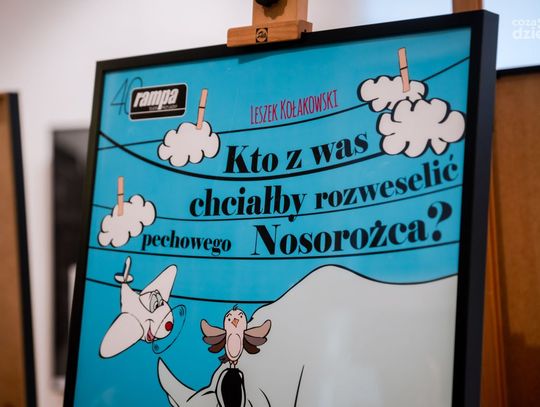 40
rampa
LESZEK KOŁAKOWSKI
Kto z was
chciałby rozweselić
pechowego Nosorożca?